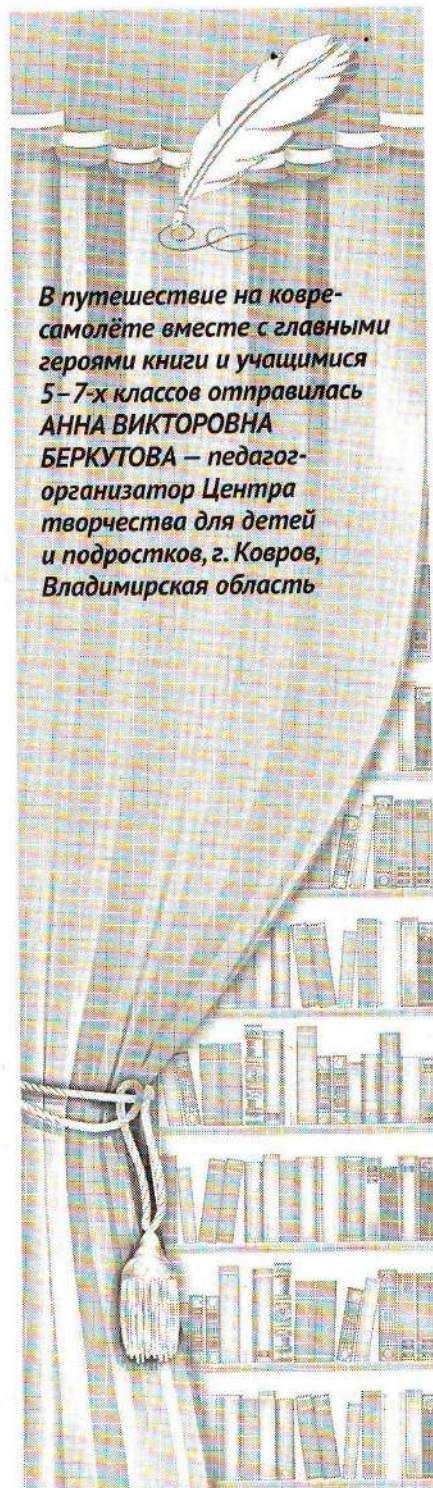 В путешествие на ковре-
самолёте вместе с главными
героями книги и учащимися
5–7-х классов отправилась
АННА ВИКТОРОВНА
БЕРКУТОВА – педагог-
организатор Центра
творчества для детей
и подростков, г. Ковров,
Владимирская область